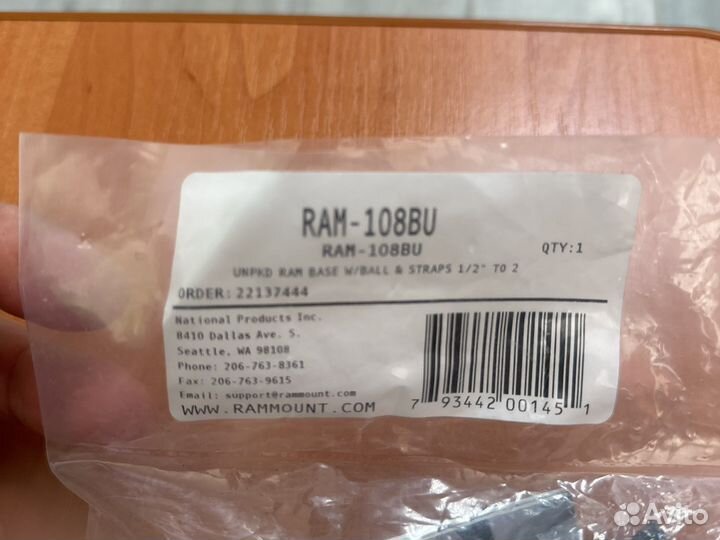 RAM-108BU
RAM-108BU
QTY:1
UNPKD RAM BASE W/BALL & STRAPS 1/2" TO 2
ORDER: 22137444
National Products Inc.
8410 Dallas Ave. S.
Seattle, WA 98108
Phone: 206-763-8361
Fax: 206-763-9615
Email: support@rammount.com
WWW.RAMMOUNT.COM
7 93442 00145 1
Avito